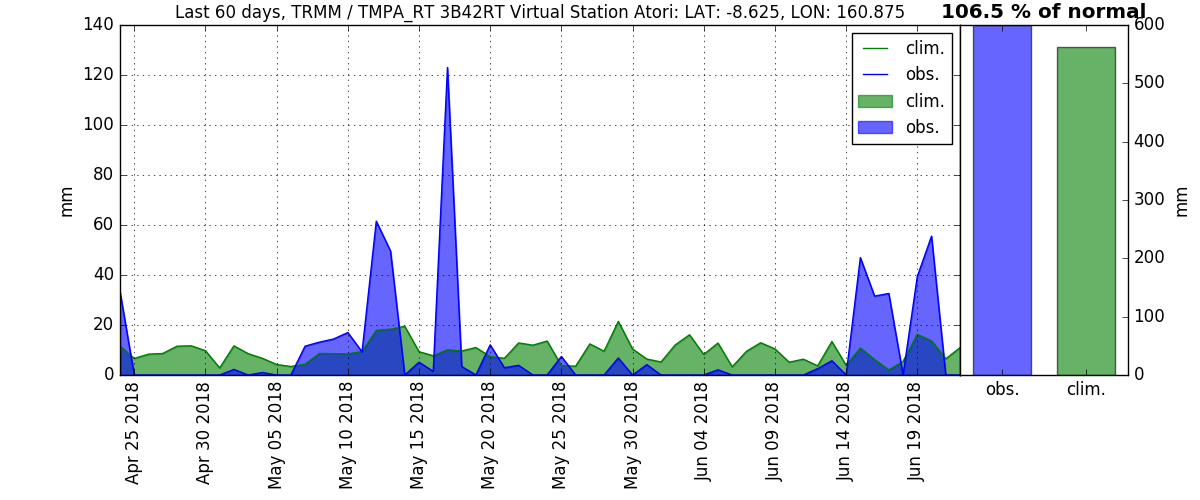 Last 60 days, TRMM / TMPA_RT 3B42RT Virtual Station Atori: LAT: -8.625, LON: 160.875
106.5 % of normal
140
120
100
80
60
40
20
0
mm
clim.
obs.
clim.
obs.
600
500
400
300
200
100
0
mm
obs.
clim.
Apr 25 2018
Apr 30 2018
May 05 2018
May 10 2018
May 15 2018
May 20 2018
May 25 2018
May 30 2018
Jun 04 2018
Jun 09 2018
Jun 14 2018
Jun 19 2018